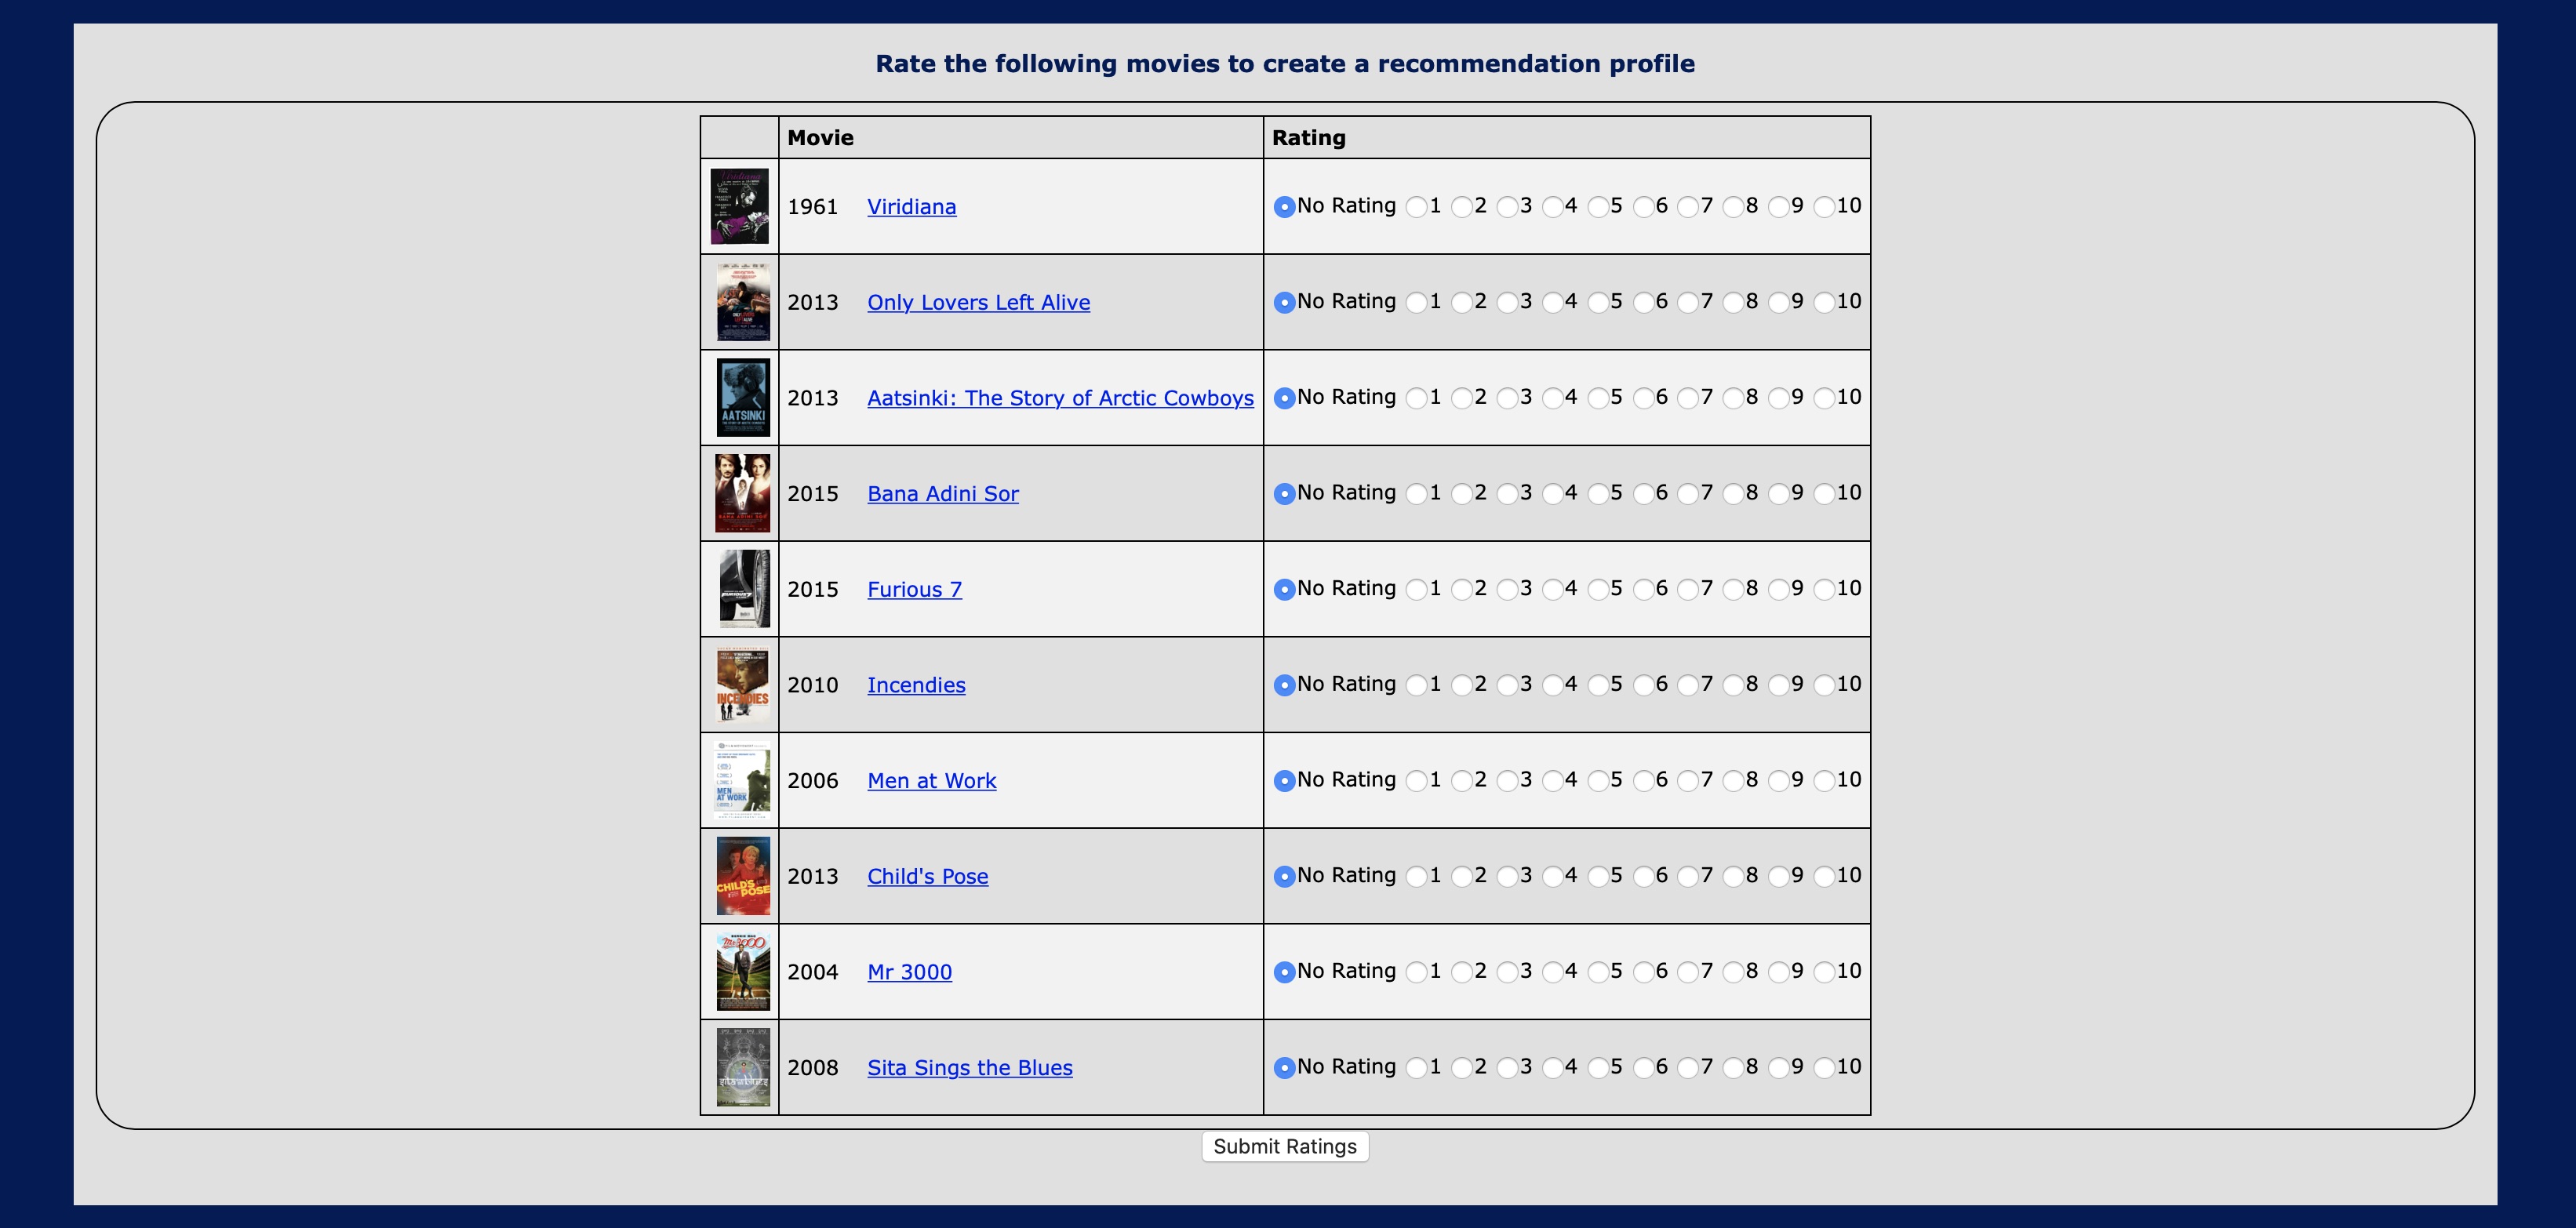 Rate the following movies to create a recommendation profile
Movie Rating
Viridiana
1961 Viridiana No Rating 1 2 3 4 5 6 7 8 9 10
2013 Only Lovers Left Alive No Rating 1 2 3 4 5 6 7 8 9 10
AATSINKI
2013 Aatsinki: The Story of Arctic Cowboys No Rating 1 2 3 4 5 6 7 8 9 10
BANA ADINI SOR
2015 Bana Adini Sor No Rating 1 2 3 4 5 6 7 8 9 10
2015 Furious 7 No Rating 1 2 3 4 5 6 7 8 9 10
INCENDIES
2010 Incendies No Rating 1 2 3 4 5 6 7 8 9 10
MEN
AT WORK
2006 Men at Work No Rating 1 2 3 4 5 6 7 8 9 10
CHILD'S
POSE
2013 Child's Pose No Rating 1 2 3 4 5 6 7 8 9 10
Mr 3000
2004 Mr 3000 No Rating 1 2 3 4 5 6 7 8 9 10
2008 Sita Sings the Blues No Rating 1 2 3 4 5 6 7 8 9 10
Submit Ratings